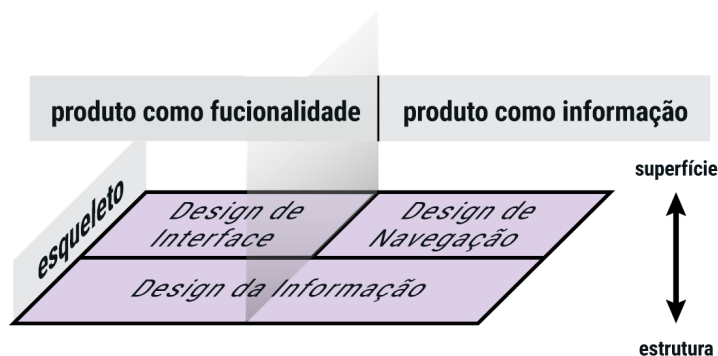 produto como fucionalidade
produto como informação
superfície
esqueleto
Design de
Interface
Design de
Navegação
Design da Informação
estrutura